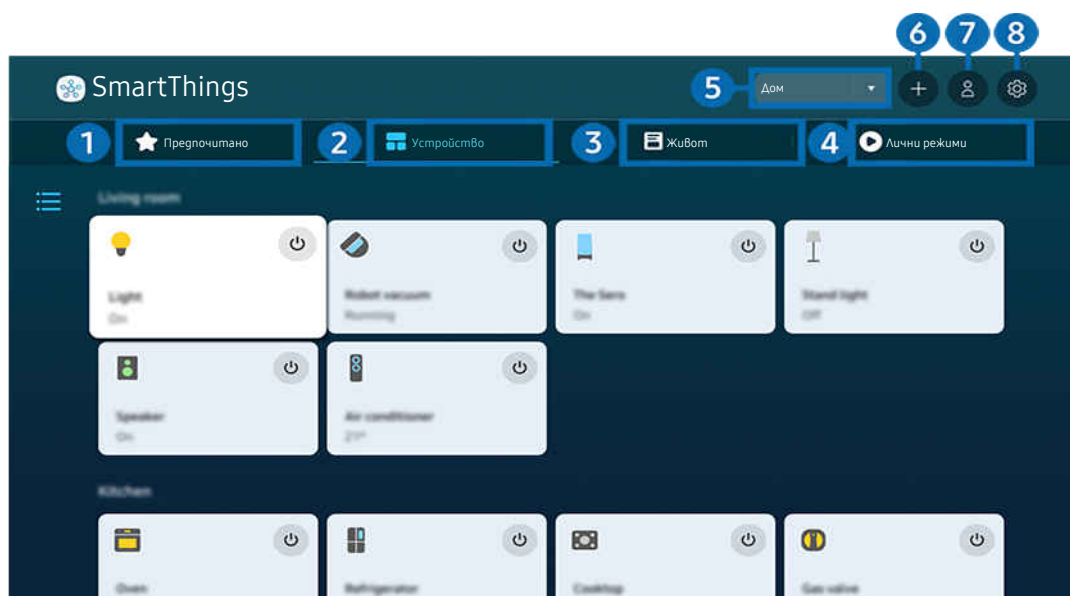 6 7 8
SmartThings
5 Дом
1 Предпочитано 2 Устройство 3 Живот 4 Лични режими
Living room
Light Robot vacuum The Sero Stand light
On Running On Off
Speaker Air conditioner
On 21°
Kitchen
Oven Refrigerator Cooktop Gas valve